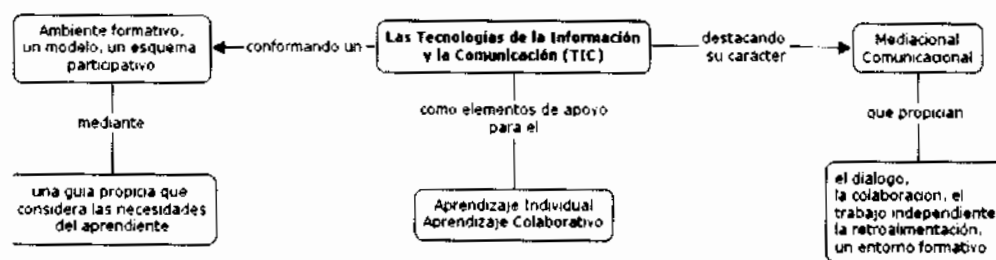 Ambiente formativo,
un modelo, un esquema
participativo
conformando un
Las Tecnologías de la Información
y la Comunicación (TIC)
destacando
su carácter
Mediacional
Comunicacional
mediante
como elementos de apoyo
para el
que propician
una guia propicia que
considera las necesidades
del aprendiente
Aprendizaje Individual
Aprendizaje Colaborativo
el dialogo,
la colaboracion, el
trabajo independiente
la retroalimentación,
un entorno formativo